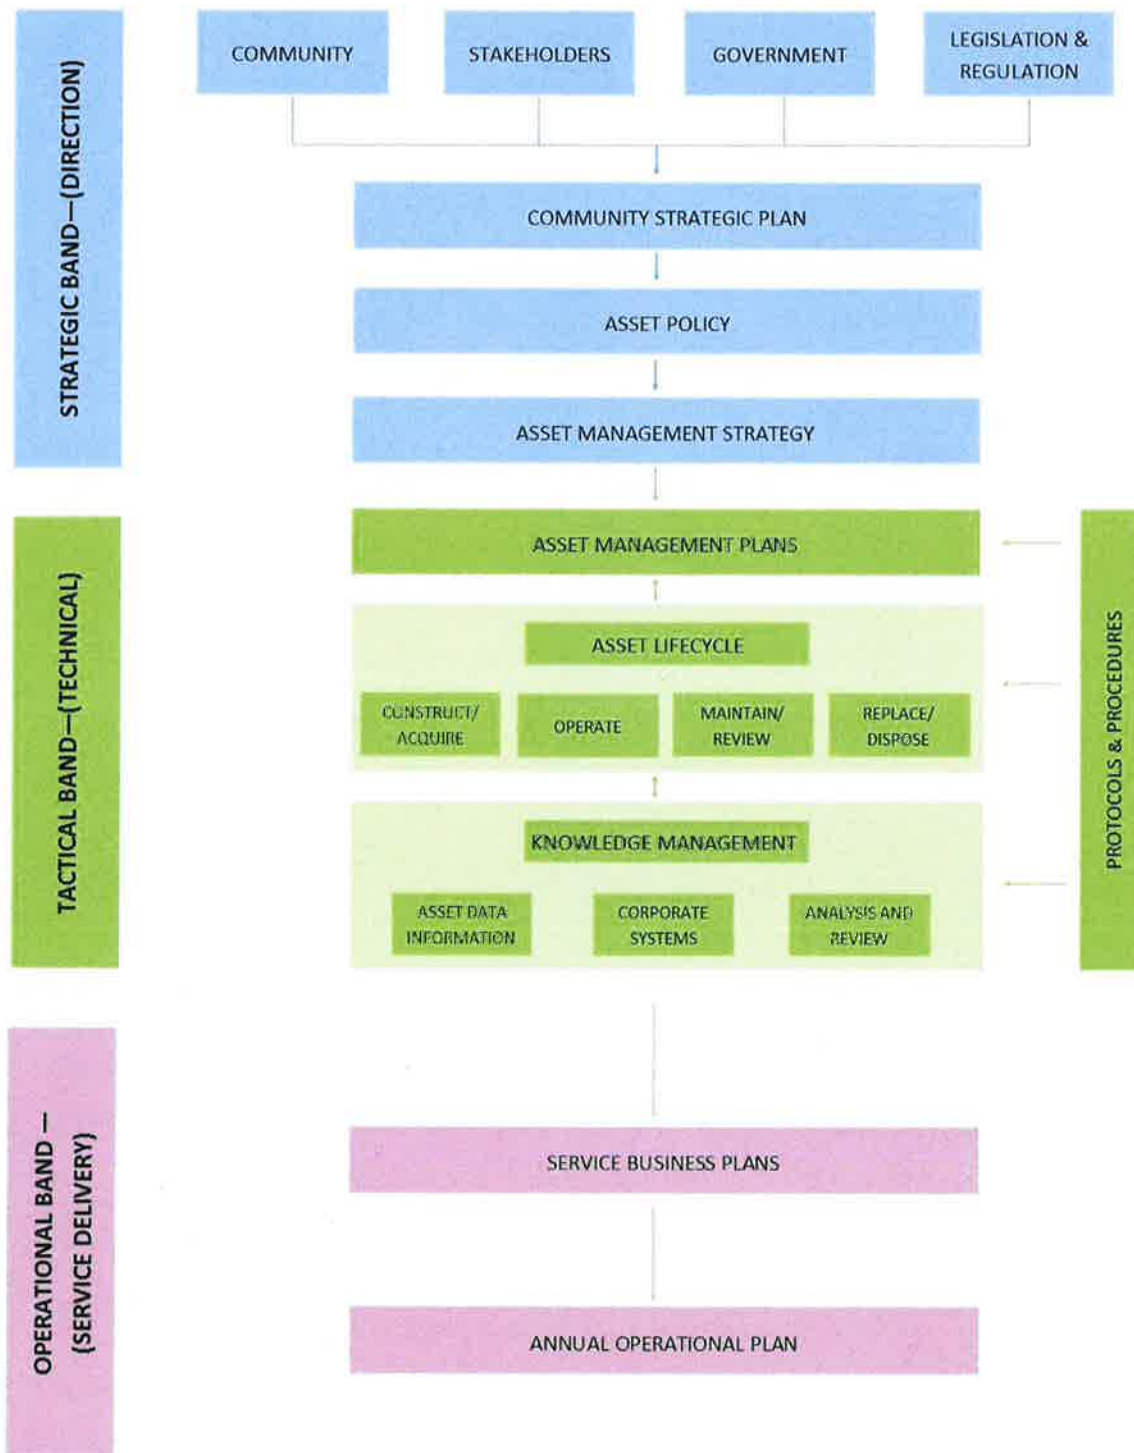 COMMUNITY
STAKEHOLDERS
GOVERNMENT
LEGISLATION &
REGULATION
STRATEGIC BAND—(DIRECTION)
COMMUNITY STRATEGIC PLAN
ASSET POLICY
ASSET MANAGEMENT STRATEGY
TACTICAL BAND—(TECHNICAL)
ASSET MANAGEMENT PLANS
ASSET LIFECYCLE
CONSTRUCT/
ACQUIRE
OPERATE
MAINTAIN/
REVIEW
REPLACE/
DISPOSE
KNOWLEDGE MANAGEMENT
ASSET DATA
INFORMATION
CORPORATE
SYSTEMS
ANALYSIS AND
REVIEW
PROTOCOLS & PROCEDURES
OPERATIONAL BAND —
(SERVICE DELIVERY)
SERVICE BUSINESS PLANS
ANNUAL OPERATIONAL PLAN